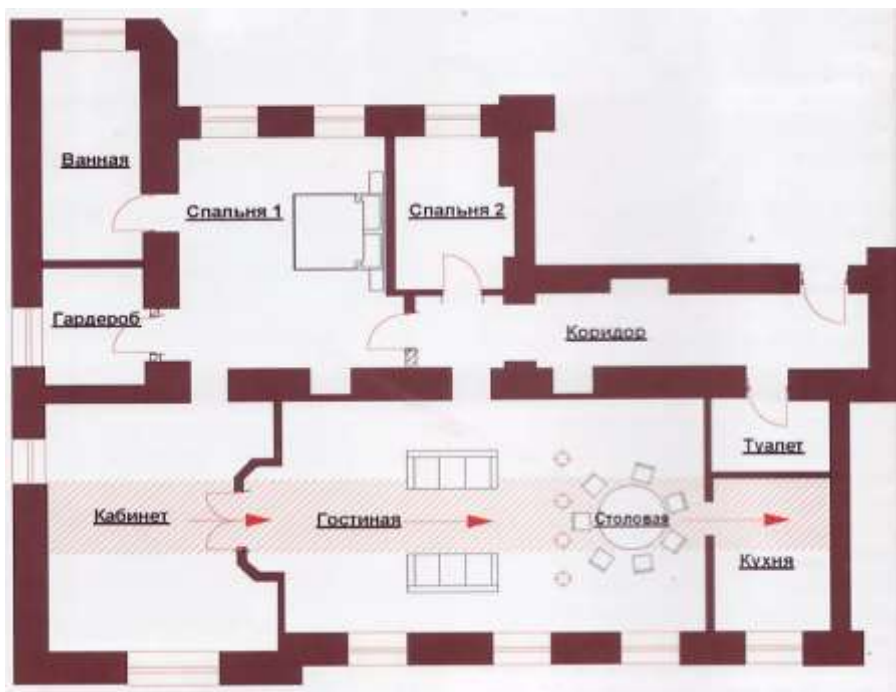 Ванная
Спальня 1
Спальня 2
Гардероб
Коридор
Туалет
Кабинет
Гостиная
Столовая
Кухня